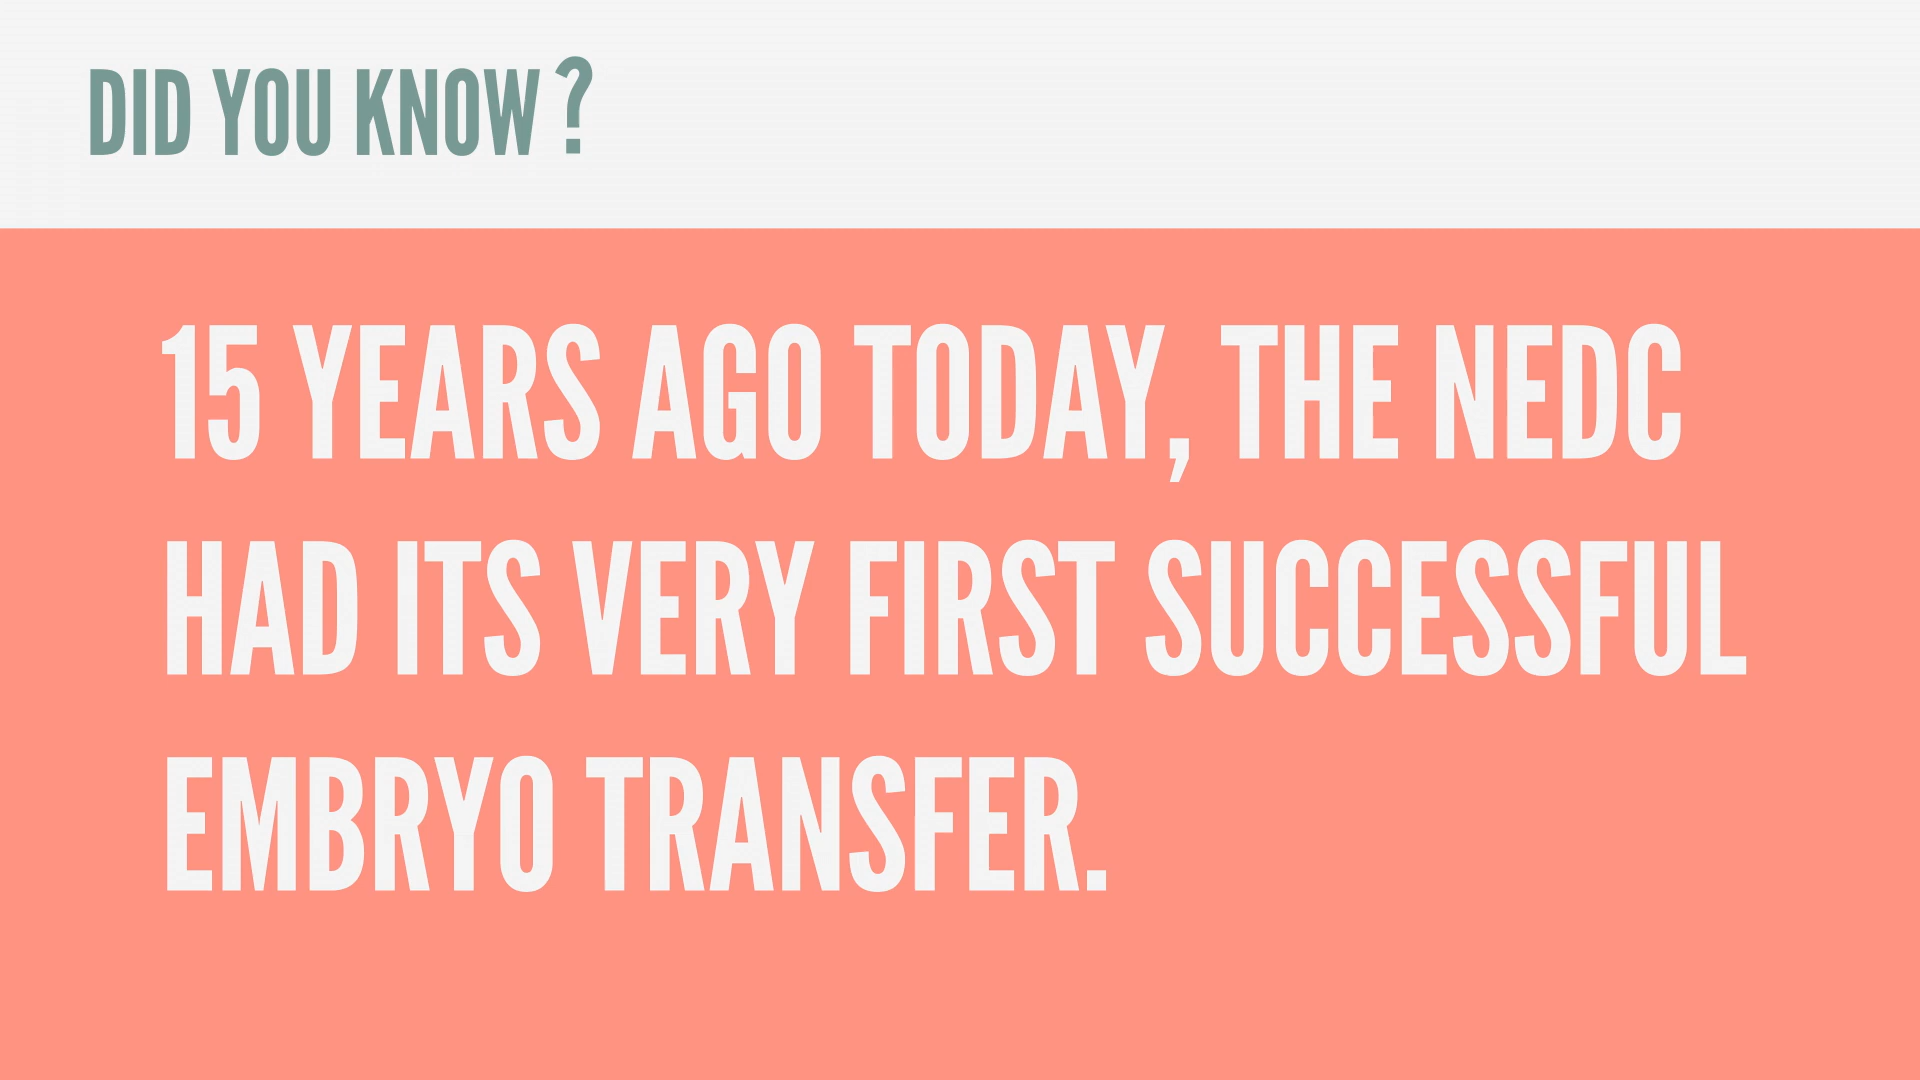 DID YOU KNOW?
15 YEARS AGO TODAY, THE NEDC
HAD ITS VERY FIRST SUCCESSFUL
EMBRYO TRANSFER.